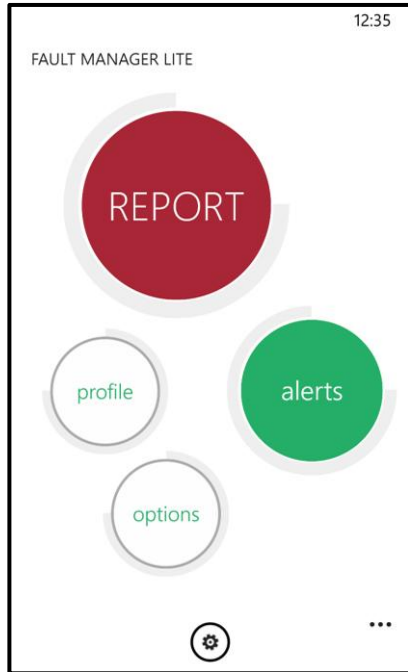 12:35
FAULT MANAGER LITE
REPORT
profile
alerts
options